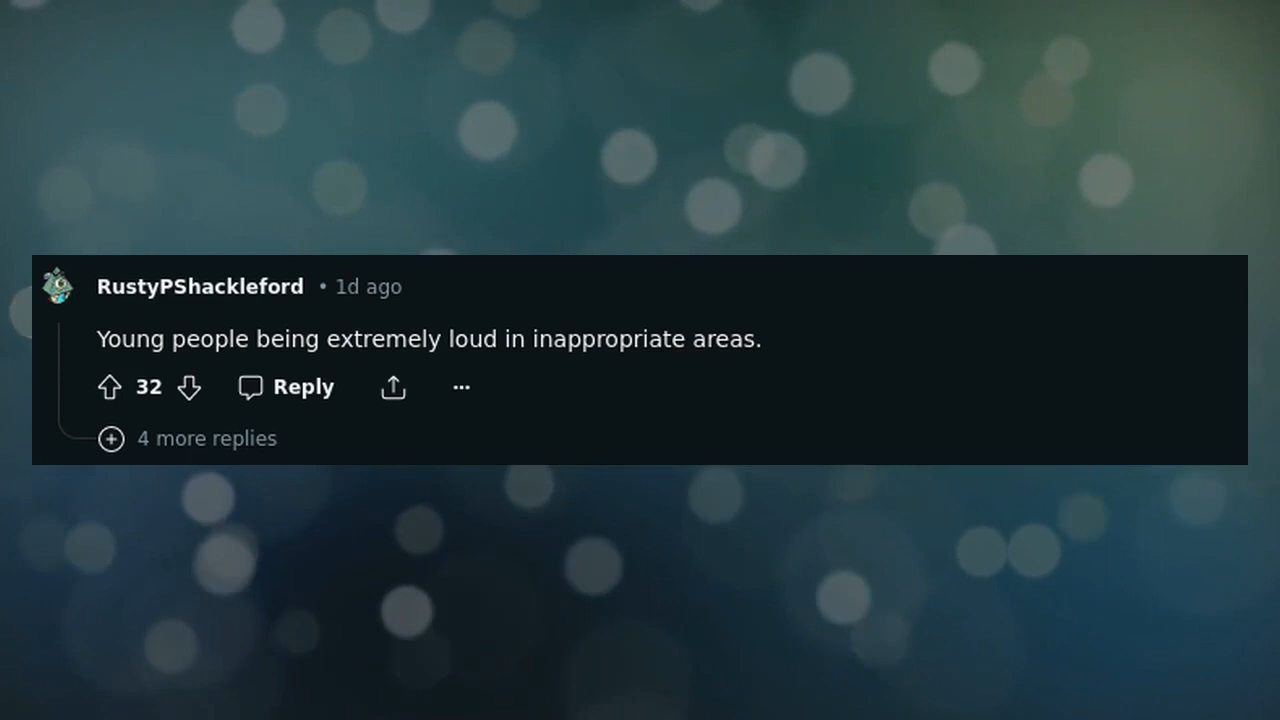 RustyPShackleford • 1d ago
Young people being extremely loud in inappropriate areas.
32 Reply ...
4 more replies